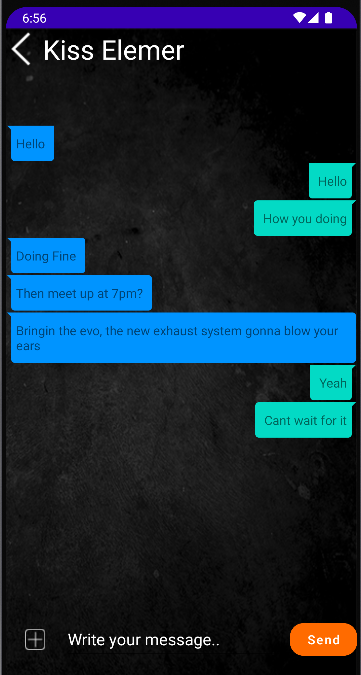 6:56
Kiss Elemer
Hello
Hello
How you doing
Doing Fine
Then meet up at 7pm?
Bringin the evo, the new exhaust system gonna blow your
ears
Yeah
Cant wait for it
Write your message..
Send